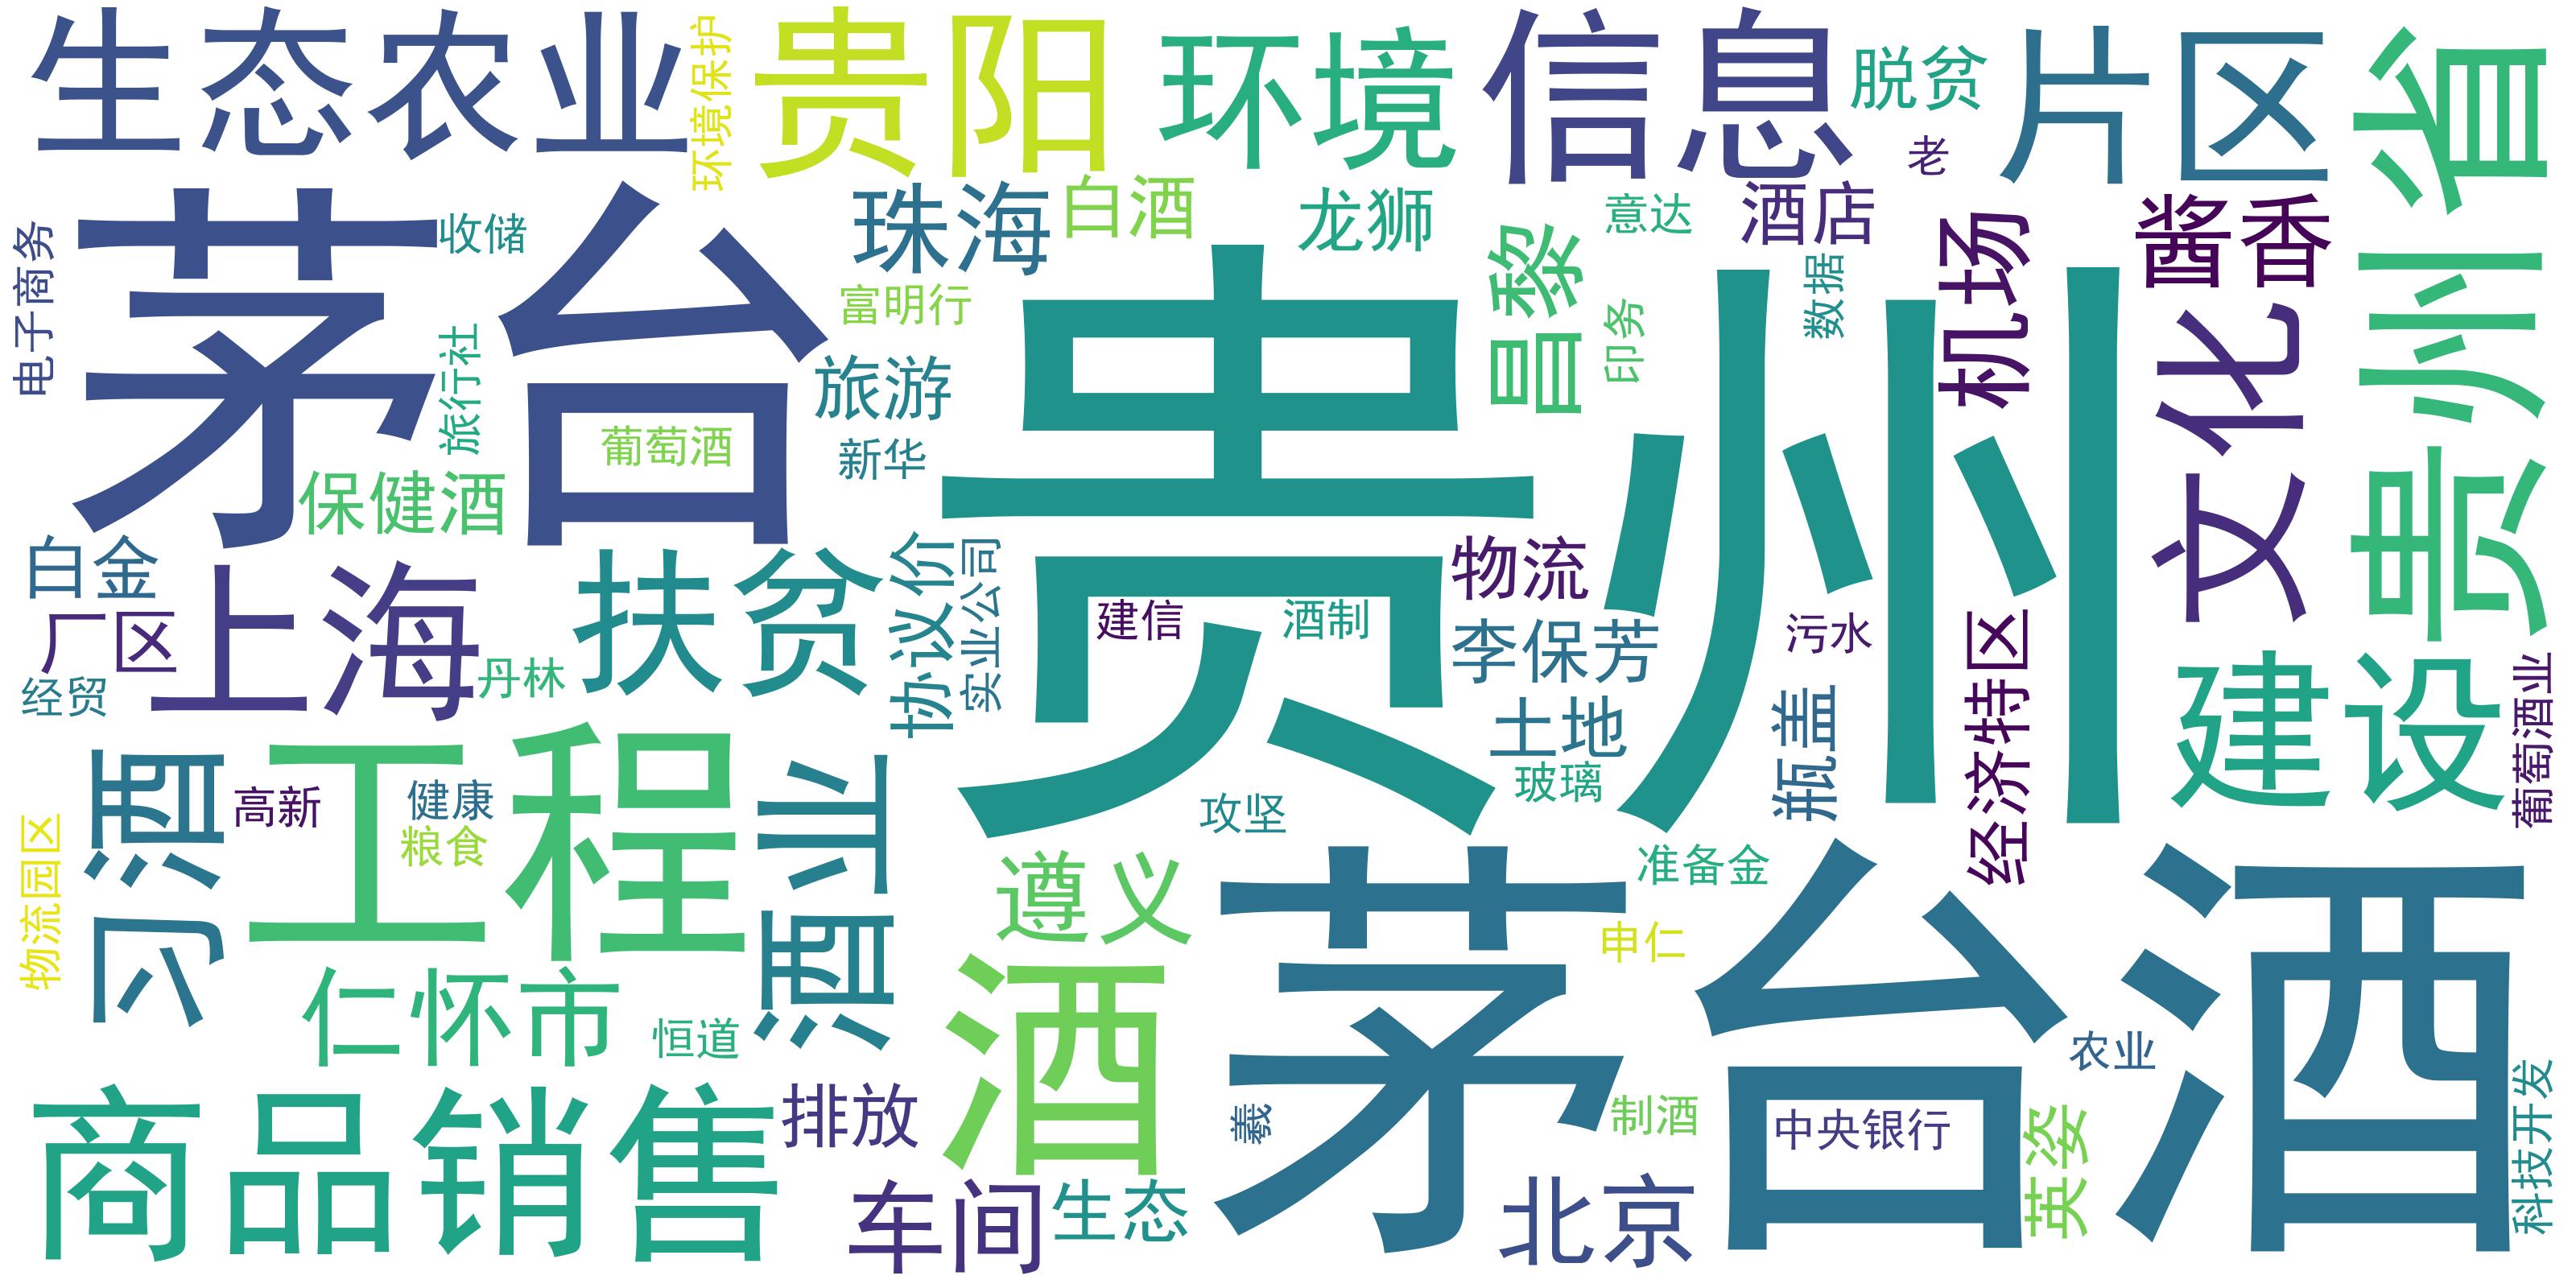 生态农业
环境保护
贵阳
环境
信息
脱贫
老
片区
贵州省
茅台
收储
电子商务
旅行社
珠海
白酒
龙狮
昌黎
意达
酒店
机场
酱香
富明行
印务
数据
文化
旅游
葡萄酒
新华
贵州
保健酒
白金
厂区
经贸
上海
丹林
扶贫
协议价
实业公司
建信
酒制
物流
李保芳
污水
经济特区
土地
瓶盖
玻璃
建设
葡萄酒业
习酒
高新
工程
健康
粮食
酒业
攻坚
遵义
准备金
物流园区
仁怀市
恒道
酒
茅台酒
申仁
农业
商品销售
排放
羲
制酒
中央银行
英姿
科技开发
车间
生态
北京